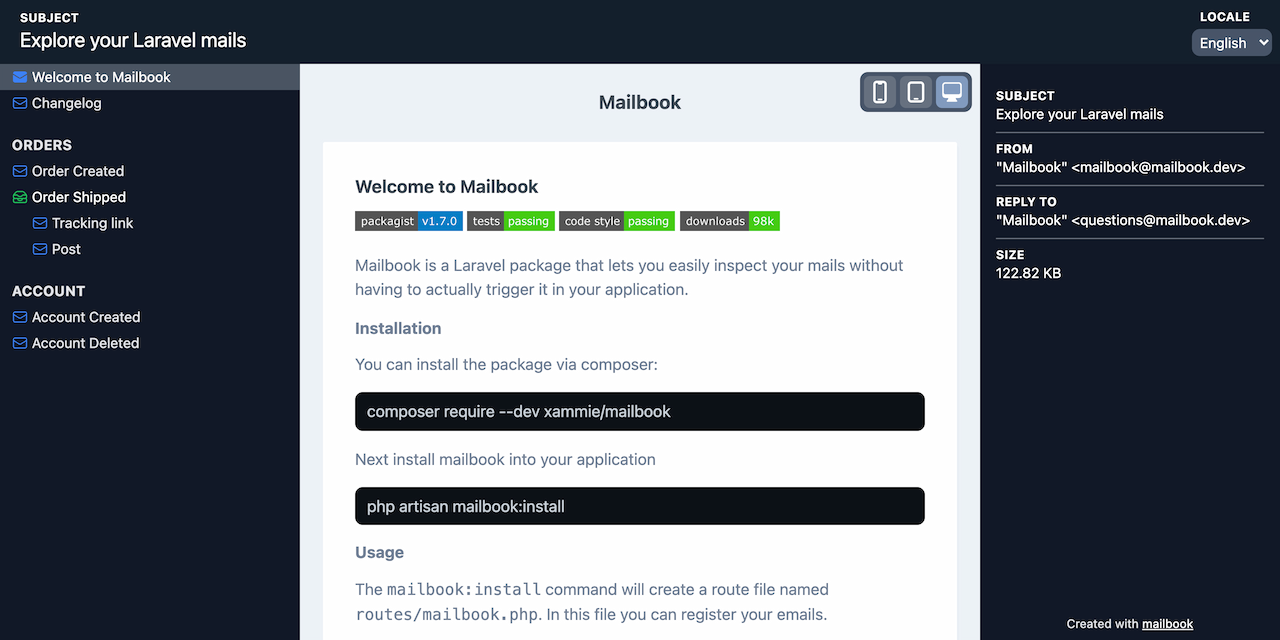 SUBJECT
Explore your Laravel mails
LOCALE
English
Welcome to Mailbook
Changelog
ORDERS
Order Created
Order Shipped
Tracking link
Post
ACCOUNT
Account Created
Account Deleted
Mailbook
Welcome to Mailbook
packagist v1.7.0 tests passing code style passing downloads 98k
Mailbook is a Laravel package that lets you easily inspect your mails without
having to actually trigger it in your application.
Installation
You can install the package via composer:
composer require --dev xammie/mailbook
Next install mailbook into your application
php artisan mailbook:install
Usage
The mailbook:install command will create a route file named
routes/mailbook.php. In this file you can register your emails.
SUBJECT
Explore your Laravel mails
FROM
"Mailbook" <mailbook@mailbook.dev>
REPLY TO
"Mailbook" <questions@mailbook.dev>
SIZE
122.82 KB
Created with mailbook